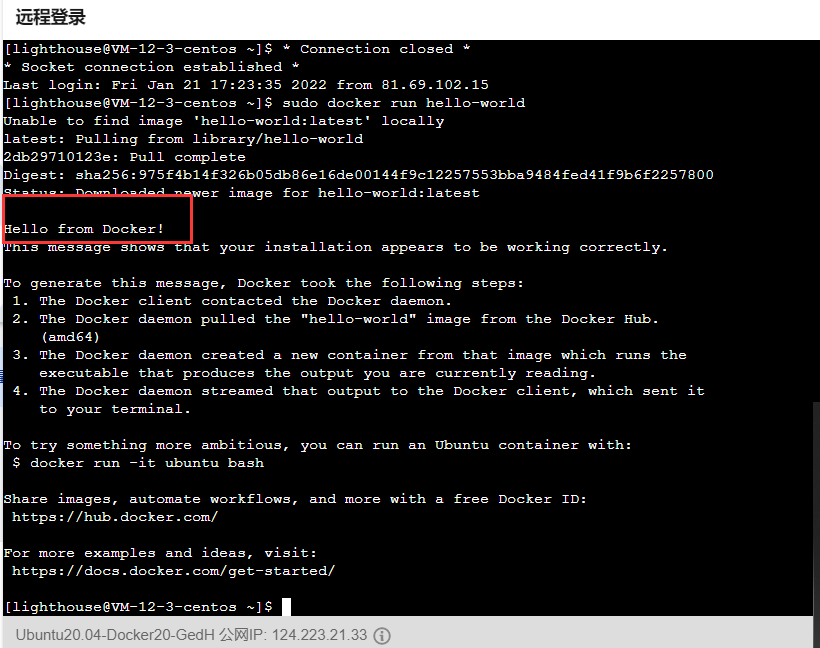 远程登录
[lighthouse@VM-12-3-centos ~]$ * Connection closed *
* Socket connection established *
Last login: Fri Jan 21 17:23:35 2022 from 81.69.102.15
[lighthouse@VM-12-3-centos ~]$ sudo docker run hello-world
Unable to find image 'hello-world:latest' locally
latest: Pulling from library/hello-world
2db29710123e: Pull complete
Digest: sha256:975f4b14f326b05db86e16de00144f9c12257553bba9484fed41f9b6f2257800
Status: Downloaded newer image for hello-world:latest
Hello from Docker!
This message shows that your installation appears to be working correctly.
To generate this message, Docker took the following steps:
1. The Docker client contacted the Docker daemon.
2. The Docker daemon pulled the "hello-world" image from the Docker Hub.
(amd64)
3. The Docker daemon created a new container from that image which runs the
executable that produces the output you are currently reading.
4. The Docker daemon streamed that output to the Docker client, which sent it
to your terminal.
To try something more ambitious, you can run an Ubuntu container with:
$ docker run -it ubuntu bash
Share images, automate workflows, and more with a free Docker ID:
https://hub.docker.com/
For more examples and ideas, visit:
https://docs.docker.com/get-started/
[lighthouse@VM-12-3-centos ~]$
Ubuntu20.04-Docker20-GedH 公网IP: 124.223.21.33